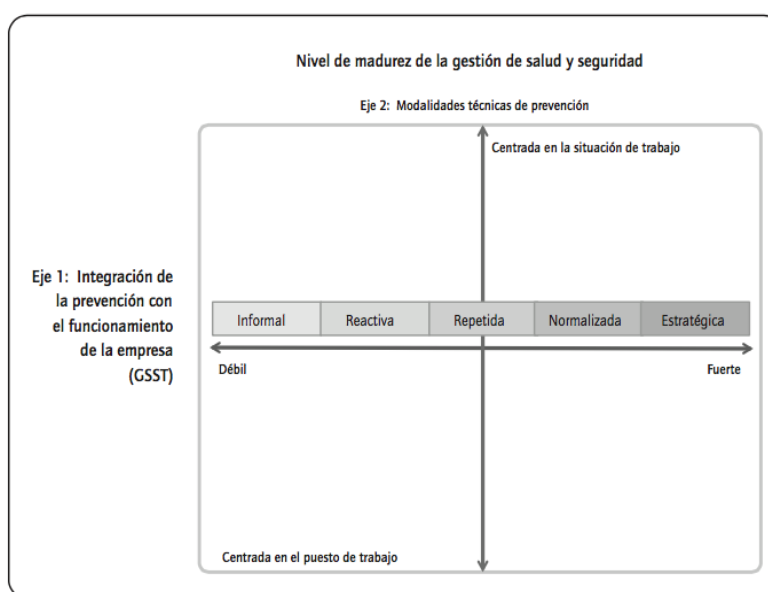 Nivel de madurez de la gestión de salud y seguridad
Eje 2: Modalidades técnicas de prevención
Centrada en la situación de trabajo
Eje 1: Integración de
la prevención con
el funcionamiento
de la empresa
(GSST)
Informal Reactiva Repetida Normalizada Estratégica
Débil Fuerte
Centrada en el puesto de trabajo